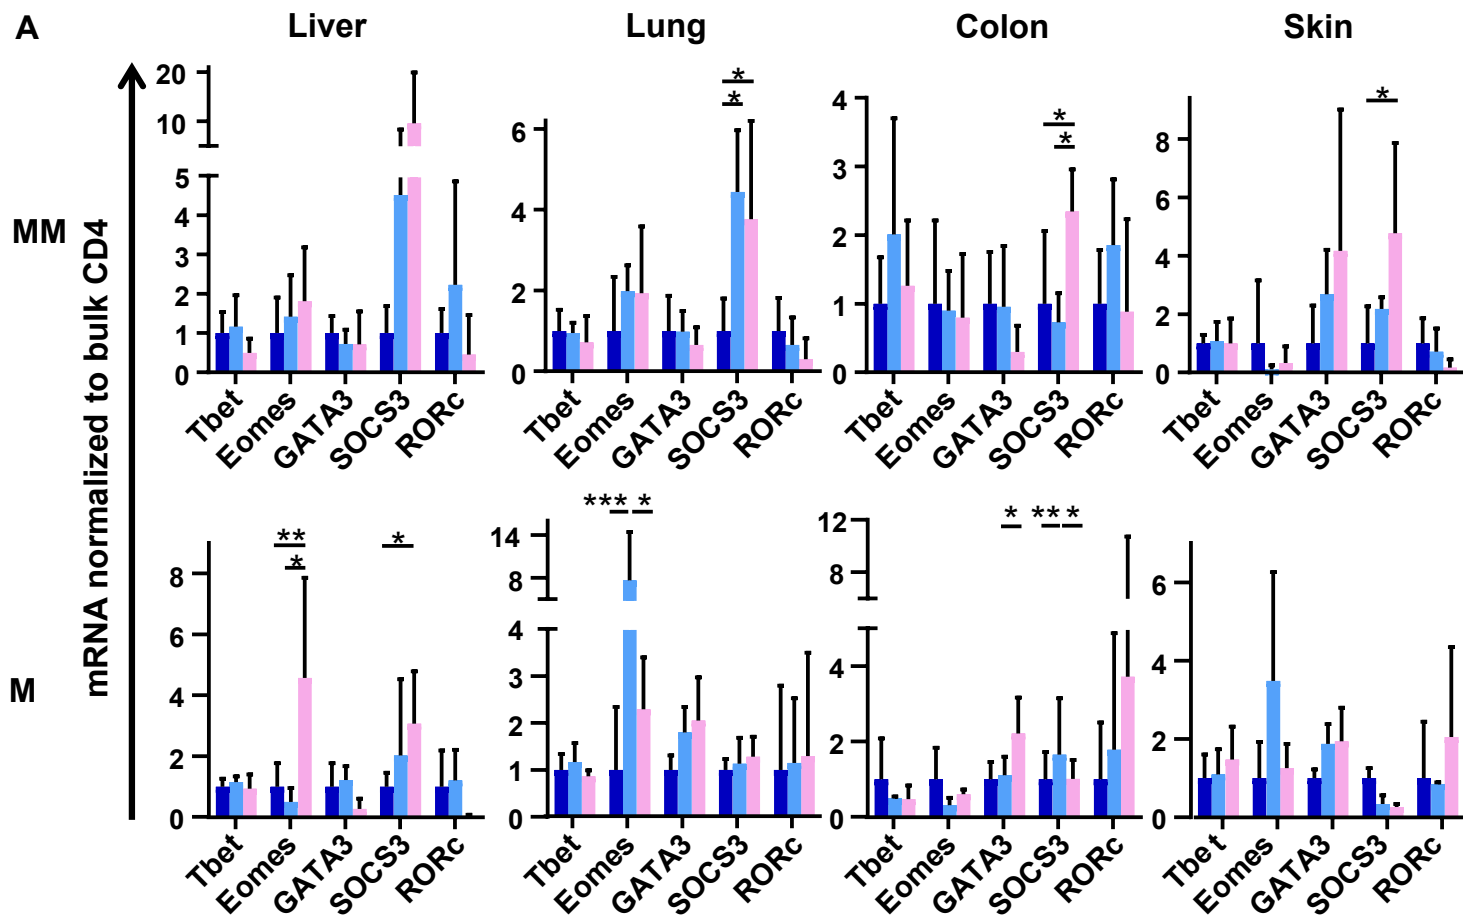 A
Liver
Lung
Colon
Skin
mRNA normalized to bulk CD4
MM
20
10
5
4
3
2
1
0
Tbet
Eomes
GATA3
SOCS3
RORc
6
4
2
0
*
*
Tbet
Eomes
GATA3
SOCS3
RORc
4
3
2
1
0
*
*
Tbet
Eomes
GATA3
SOCS3
RORc
8
6
4
2
0
*
Tbet
Eomes
GATA3
SOCS3
RORc
M
8
6
4
2
0
**
*
*
Tbet
Eomes
GATA3
SOCS3
RORc
14
8
4
3
2
1
0
*** *
Tbet
Eomes
GATA3
SOCS3
RORc
12
8
4
2
0
* ** *
Tbet
Eomes
GATA3
SOCS3
RORc
6
4
2
0
Tbet
Eomes
GATA3
SOCS3
RORc